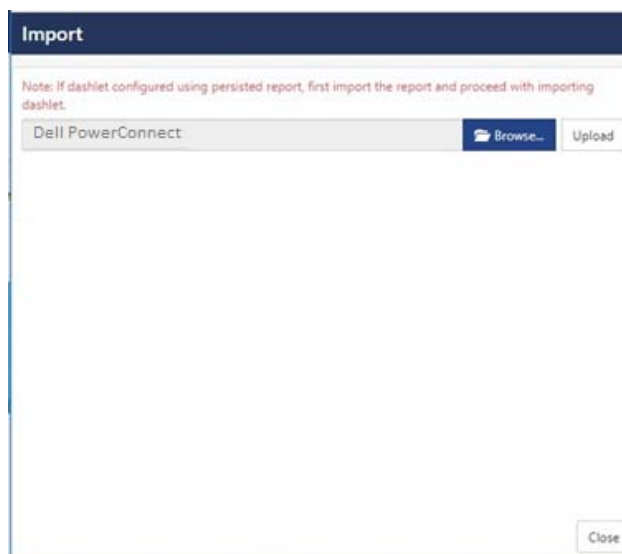 Import
Note: If dashlet configured using persisted report, first import the report and proceed with importing
dashlet.
Dell PowerConnect
Browse...
Upload
Close